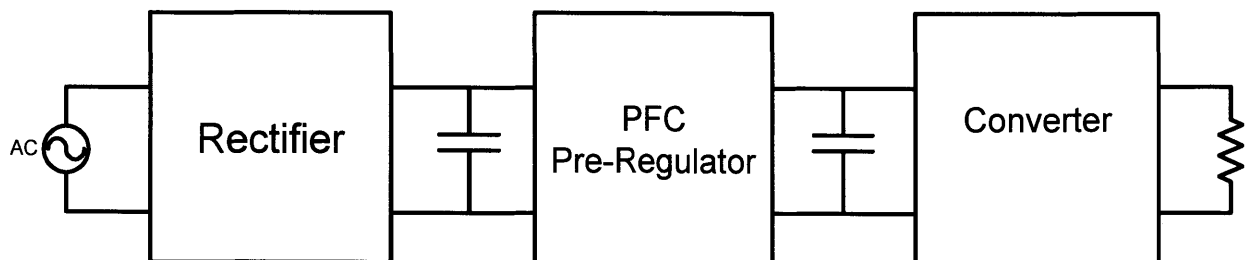 AC
Rectifier
PFC
Pre-Regulator
Converter